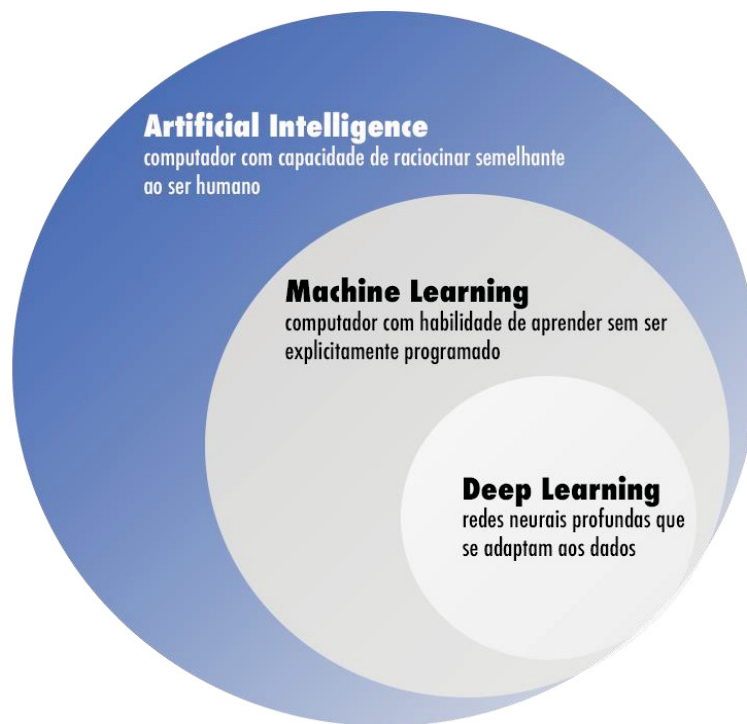 Artificial Intelligence
computador com capacidade de raciocinar semelhante
ao ser humano
Machine Learning
computador com habilidade de aprender sem ser
explicitamente programado
Deep Learning
redes neurais profundas que
se adaptam aos dados